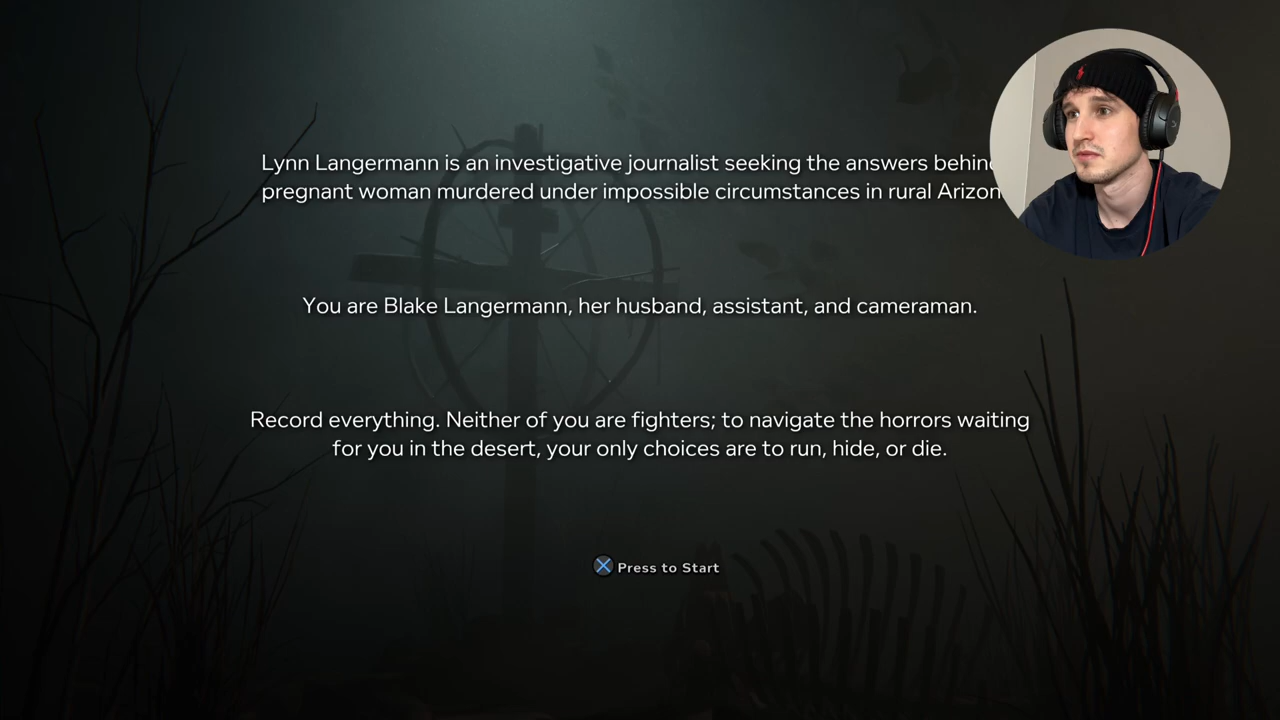 Lynn Langermann is an investigative journalist seeking the answers behind
pregnant woman murdered under impossible circumstances in rural Arizon
You are Blake Langermann, her husband, assistant, and cameraman.
Record everything. Neither of you are fighters; to navigate the horrors waiting
for you in the desert, your only choices are to run, hide, or die.
Press to Start